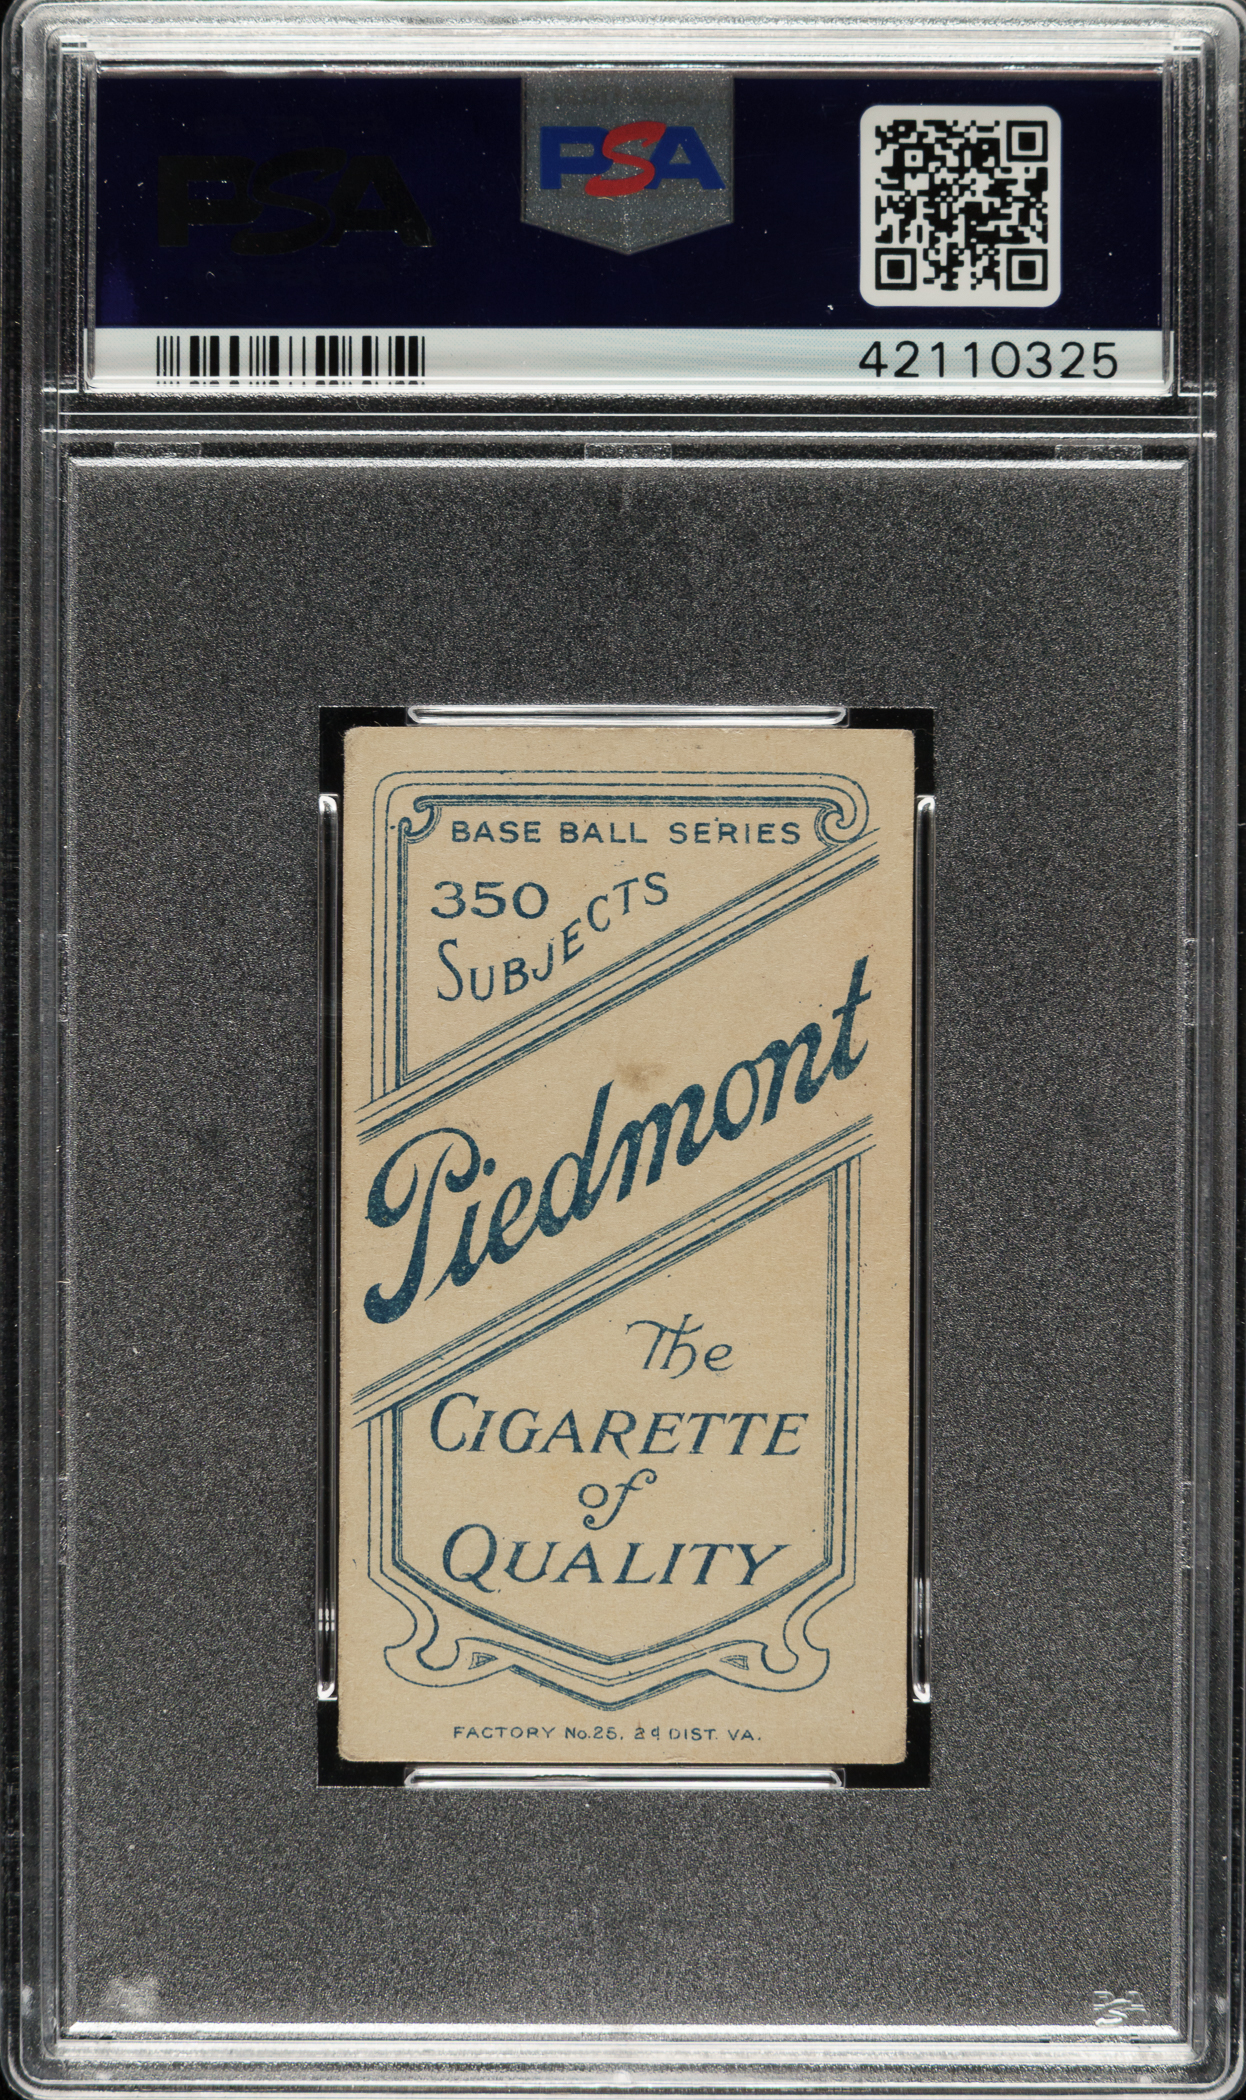 PSA
PSA
42110325
BASE BALL SERIES
350
SUBJECTS
Piedmont
The
CIGARETTE
of
QUALITY
FACTORY No.25, 2d DIST. VA.
PSA